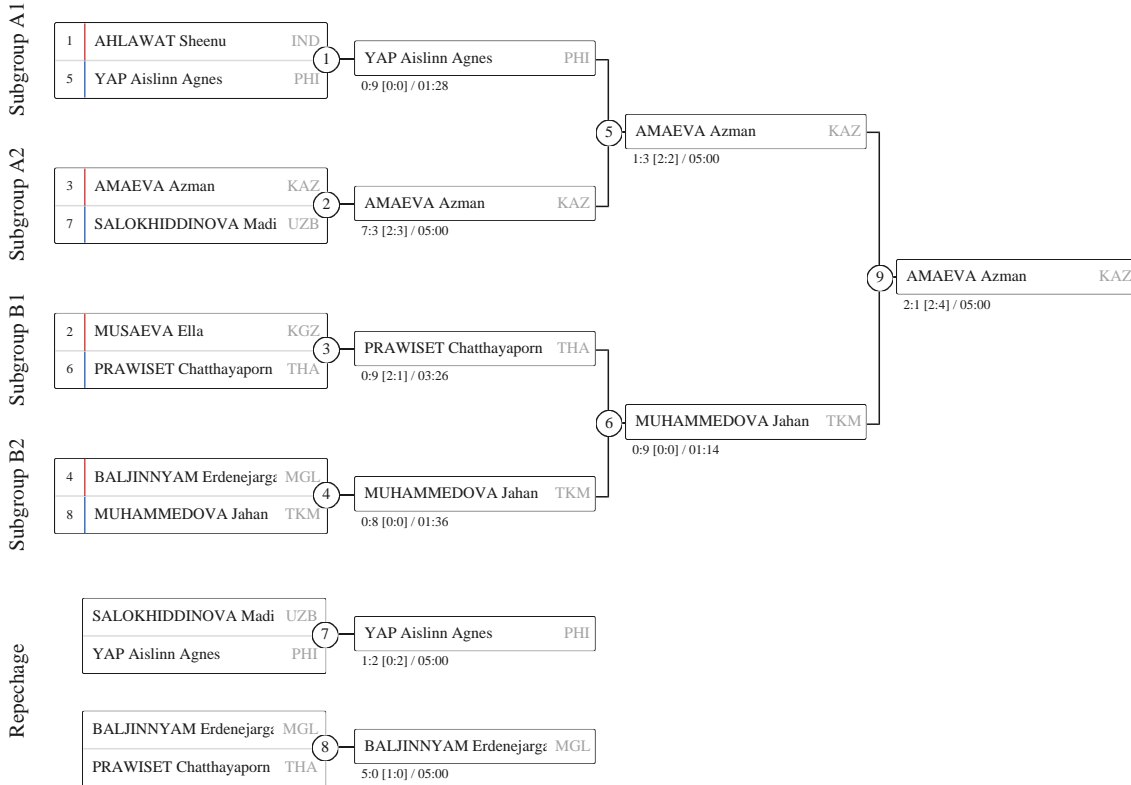 Subgroup A1
1 AHLAWAT Sheenu IND
5 YAP Aislinn Agnes PHI
1
YAP Aislinn Agnes PHI
0:9 [0:0] / 01:28
Subgroup A2
3 AMAEVA Azman KAZ
7 SALOKHIDDINOVA Madi UZB
2
AMAEVA Azman KAZ
7:3 [2:3] / 05:00
5
AMAEVA Azman KAZ
1:3 [2:2] / 05:00
Subgroup B1
2 MUSAEVA Ella KGZ
6 PRAWISET Chatthayaporn THA
3
PRAWISET Chatthayaporn THA
0:9 [2:1] / 03:26
Subgroup B2
4 BALJINNYAM Erdenejarga MGL
8 MUHAMMEDOVA Jahan TKM
4
MUHAMMEDOVA Jahan TKM
0:8 [0:0] / 01:36
6
MUHAMMEDOVA Jahan TKM
0:9 [0:0] / 01:14
9
AMAEVA Azman KAZ
2:1 [2:4] / 05:00
Repechage
SALOKHIDDINOVA Madi UZB
YAP Aislinn Agnes PHI
7
YAP Aislinn Agnes PHI
1:2 [0:2] / 05:00
BALJINNYAM Erdenejarga MGL
PRAWISET Chatthayaporn THA
8
BALJINNYAM Erdenejarga MGL
5:0 [1:0] / 05:00